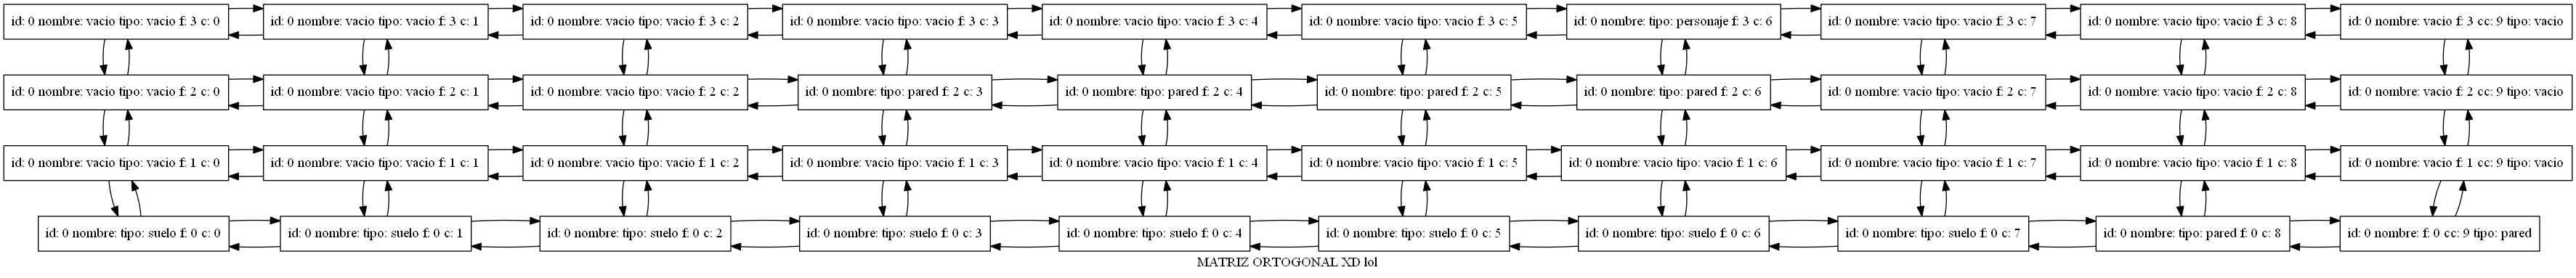 id: 0 nombre: vacio tipo: vacio f: 3 c: 0
id: 0 nombre: vacio tipo: vacio f: 3 c: 1
id: 0 nombre: vacio tipo: vacio f: 3 c: 2
id: 0 nombre: vacio tipo: vacio f: 3 c: 3
id: 0 nombre: vacio tipo: vacio f: 3 c: 4
id: 0 nombre: vacio tipo: vacio f: 3 c: 5
id: 0 nombre: tipo: personaje f: 3 c: 6
id: 0 nombre: vacio tipo: vacio f: 3 c: 7
id: 0 nombre: vacio tipo: vacio f: 3 c: 8
id: 0 nombre: vacio f: 3 cc: 9 tipo: vacio
id: 0 nombre: vacio tipo: vacio f: 2 c: 0
id: 0 nombre: vacio tipo: vacio f: 2 c: 1
id: 0 nombre: vacio tipo: vacio f: 2 c: 2
id: 0 nombre: tipo: pared f: 2 c: 3
id: 0 nombre: tipo: pared f: 2 c: 4
id: 0 nombre: tipo: pared f: 2 c: 5
id: 0 nombre: tipo: pared f: 2 c: 6
id: 0 nombre: vacio tipo: vacio f: 2 c: 7
id: 0 nombre: vacio tipo: vacio f: 2 c: 8
id: 0 nombre: vacio f: 2 cc: 9 tipo: vacio
id: 0 nombre: vacio tipo: vacio f: 1 c: 0
id: 0 nombre: vacio tipo: vacio f: 1 c: 1
id: 0 nombre: vacio tipo: vacio f: 1 c: 2
id: 0 nombre: vacio tipo: vacio f: 1 c: 3
id: 0 nombre: vacio tipo: vacio f: 1 c: 4
id: 0 nombre: vacio tipo: vacio f: 1 c: 5
id: 0 nombre: vacio tipo: vacio f: 1 c: 6
id: 0 nombre: vacio tipo: vacio f: 1 c: 7
id: 0 nombre: vacio tipo: vacio f: 1 c: 8
id: 0 nombre: vacio f: 1 cc: 9 tipo: vacio
id: 0 nombre: tipo: suelo f: 0 c: 0
id: 0 nombre: tipo: suelo f: 0 c: 1
id: 0 nombre: tipo: suelo f: 0 c: 2
id: 0 nombre: tipo: suelo f: 0 c: 3
id: 0 nombre: tipo: suelo f: 0 c: 4
id: 0 nombre: tipo: suelo f: 0 c: 5
id: 0 nombre: tipo: suelo f: 0 c: 6
id: 0 nombre: tipo: suelo f: 0 c: 7
id: 0 nombre: tipo: pared f: 0 c: 8
id: 0 nombre: f: 0 cc: 9 tipo: pared
MATRIZ ORTOGONAL XD lol